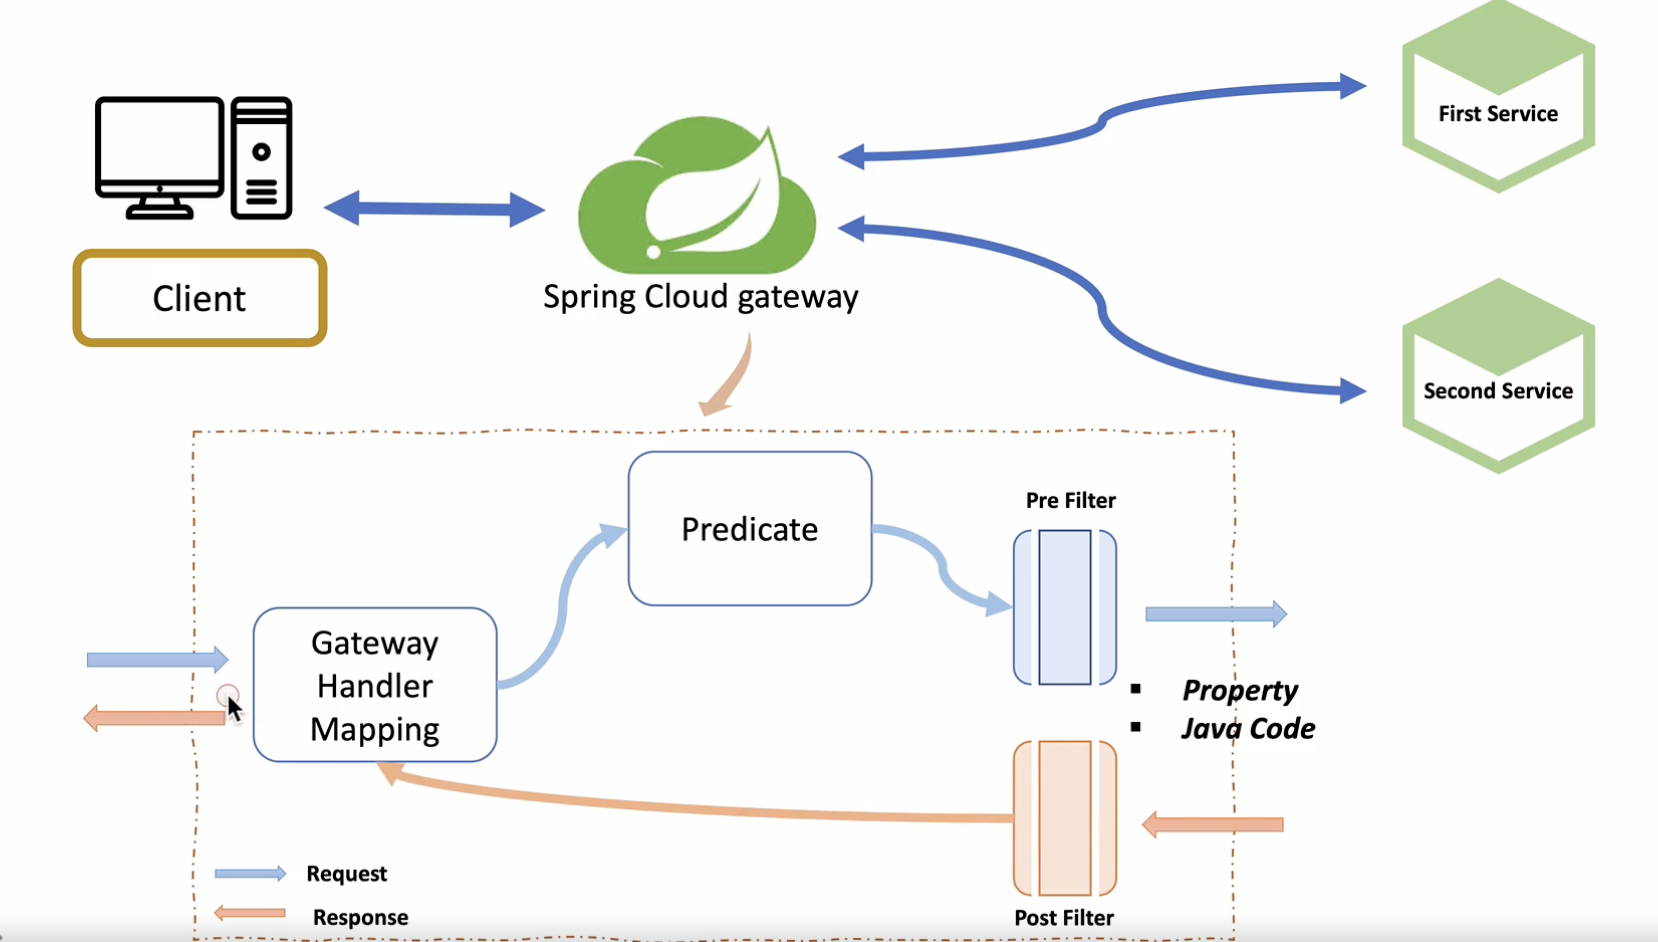 First Service
Client
Spring Cloud gateway
Second Service
Predicate
Pre Filter
Gateway
Handler
Mapping
▪ Property
▪ Java Code
Request
Response
Post Filter